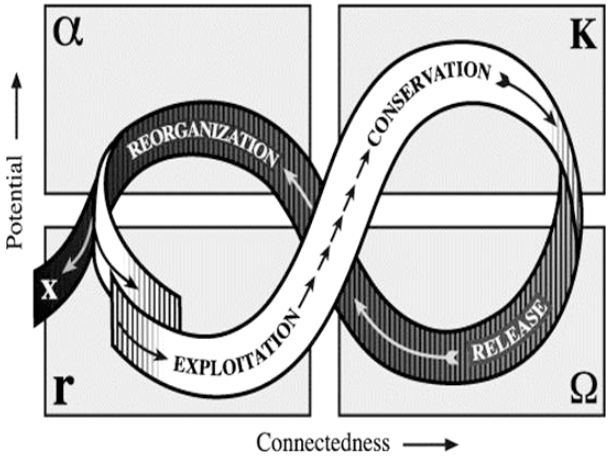 α
K
CONSERVATION
REORGANIZATION
Potential
x
EXPLOITATION
RELEASE
r
Ω
Connectedness